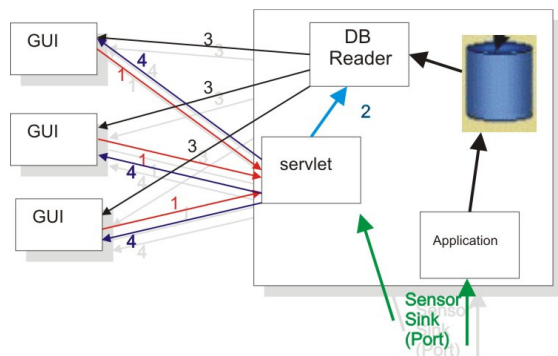 GUI
GUI
GUI
3
3
3
4
1
1
4
1
4
DB
Reader
2
servlet
Application
Sensor
Sink
(Port)